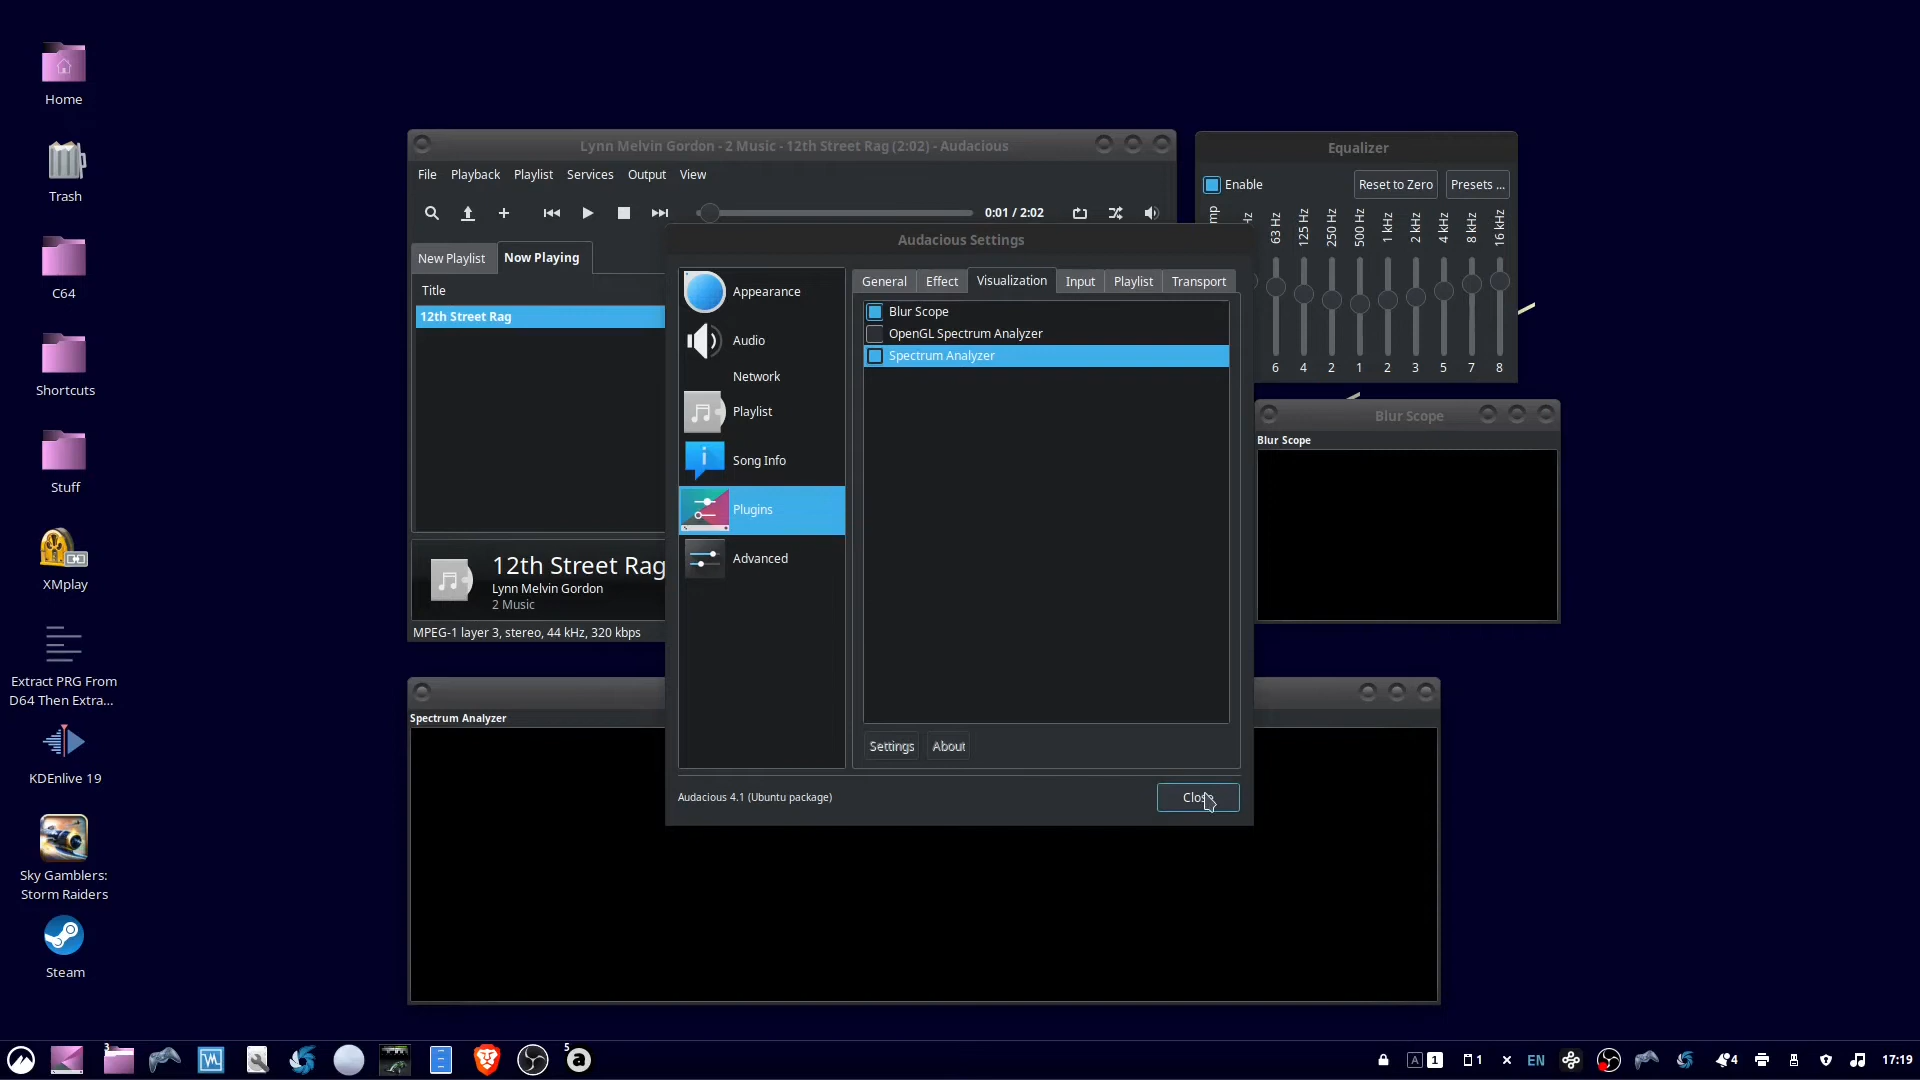 Home
Trash
C64
Shortcuts
Stuff
XMplay
Extract PRG From
D64 Then Extra...
KDEnlive 19
Sky Gamblers:
Storm Raiders
Steam
Lynn Melvin Gordon - 2 Music - 12th Street Rag (2:02) - Audacious
File Playback Playlist Services Output View
0:01 / 2:02
New Playlist Now Playing
Title
12th Street Rag
12th Street Rag
Lynn Melvin Gordon
2 Music
MPEG-1 layer 3, stereo, 44 kHz, 320 kbps
Audacious Settings
Appearance
Audio
Network
Playlist
Song Info
Plugins
Advanced
General Effect Visualization Input Playlist Transport
Blur Scope
OpenGL Spectrum Analyzer
Spectrum Analyzer
Settings About
Audacious 4.1 (Ubuntu package)
Close
Equalizer
Enable Reset to Zero Presets ...
63 Hz 125 Hz 250 Hz 500 Hz 1 kHz 2 kHz 4 kHz 8 kHz 16 kHz
6 4 2 1 2 3 5 7 8
Blur Scope
Blur Scope
Spectrum Analyzer
3 5 A 1 1 EN 4 17:19